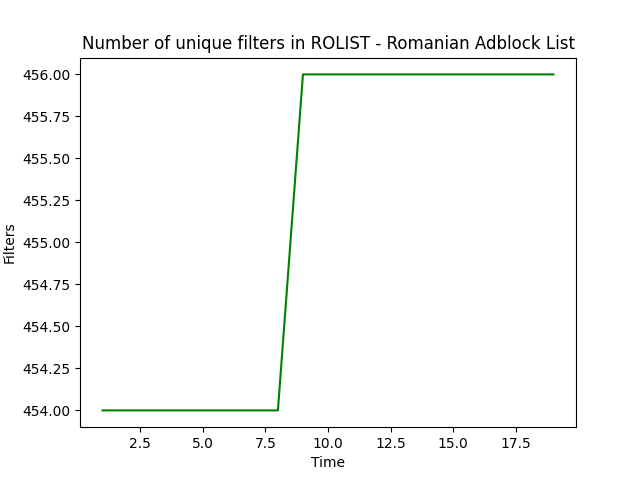 Number of unique filters in ROLIST - Romanian Adblock List
456.00
455.75
455.50
455.25
455.00
454.75
454.50
454.25
454.00
Filters
2.5 5.0 7.5 10.0 12.5 15.0 17.5
Time